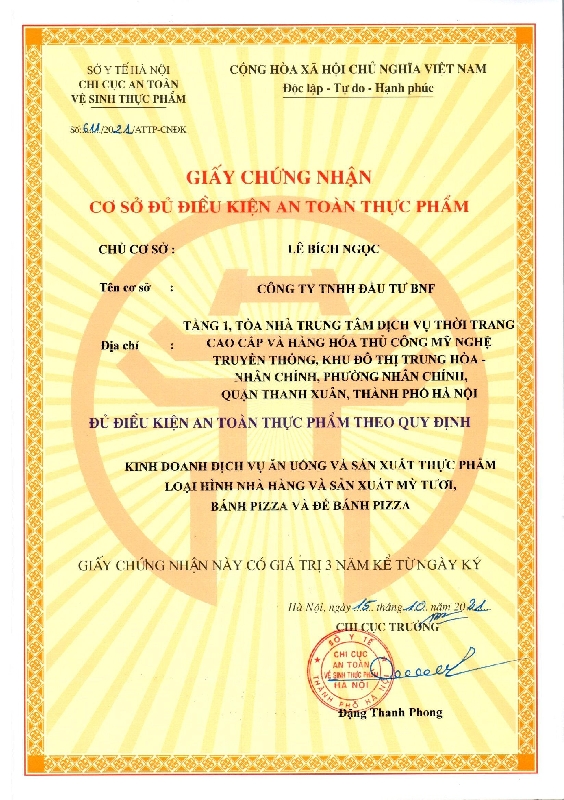 SỞ Y TẾ HÀ NỘI
CHI CỤC AN TOÀN
VỆ SINH THỰC PHẨM
Số: 611/2021/ATTP-CNĐK
CỘNG HÒA XÃ HỘI CHỦ NGHĨA VIỆT NAM
Độc lập - Tự do - Hạnh phúc
GIẤY CHỨNG NHẬN
CƠ SỞ ĐỦ ĐIỀU KIỆN AN TOÀN THỰC PHẨM
CHỦ CƠ SỞ : LÊ BÍCH NGỌC
Tên cơ sở : CÔNG TY TNHH ĐẦU TƯ BNF
Địa chỉ : TẦNG 1, TÒA NHÀ TRUNG TÂM DỊCH VỤ THỜI TRANG
CAO CẤP VÀ HÀNG HÓA THỦ CÔNG MỸ NGHỆ
TRUYỀN THỐNG, KHU ĐÔ THỊ TRUNG HÒA -
NHÂN CHÍNH, PHƯỜNG NHÂN CHÍNH,
QUẬN THANH XUÂN, THÀNH PHỐ HÀ NỘI
ĐỦ ĐIỀU KIỆN AN TOÀN THỰC PHẨM THEO QUY ĐỊNH
KINH DOANH DỊCH VỤ ĂN UỐNG VÀ SẢN XUẤT THỰC PHẨM
LOẠI HÌNH NHÀ HÀNG VÀ SẢN XUẤT MỲ TƯƠI,
BÁNH PIZZA VÀ ĐẾ BÁNH PIZZA
GIẤY CHỨNG NHẬN NÀY CÓ GIÁ TRỊ 3 NĂM KỂ TỪ NGÀY KÝ
Hà Nội, ngày 15. tháng 10. năm 2021
CHI CỤC TRƯỞNG
SỞ Y TẾ
CHI CỤC
AN TOÀN
VỆ SINH THỰC PHẨM
HÀ NỘI
THÀNH PHỐ HÀ NỘI
Đặng Thanh Phong